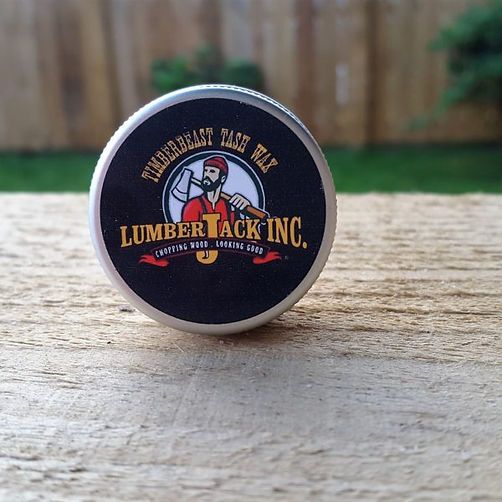 TIMBERBEAST TASH WAX
LUMBERJACK INC.
CHOPPING WOOD . LOOKING GOOD